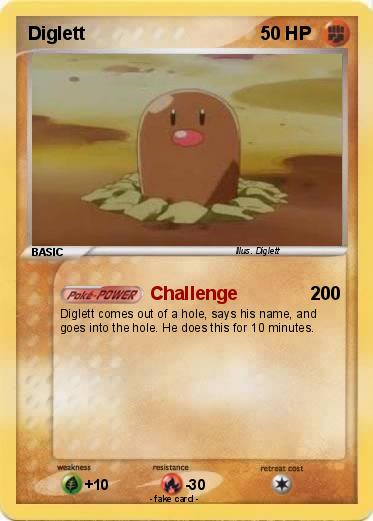 Diglett 50 HP
BASIC Illus. Diglett
Poké-POWER Challenge 200
Diglett comes out of a hole, says his name, and
goes into the hole. He does this for 10 minutes.
weakness resistance retreat cost
+10 -30
- fake card -